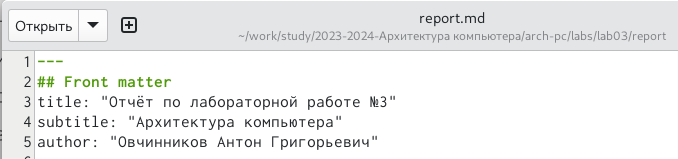 Открыть
report.md
~/work/study/2023-2024-Архитектура компьютера/arch-pc/labs/lab03/report
1 ---
2 ## Front matter
3 title: "Отчёт по лабораторной работе №3"
4 subtitle: "Архитектура компьютера"
5 author: "Овчинников Антон Григорьевич"